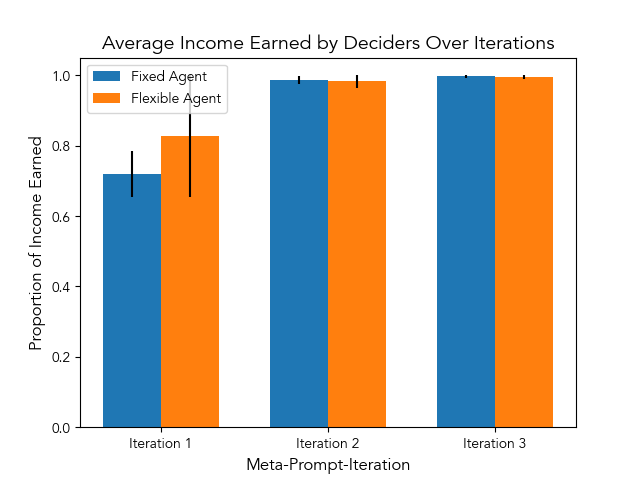 Average Income Earned by Deciders Over Iterations
Fixed Agent
Flexible Agent
Proportion of Income Earned
1.0
0.8
0.6
0.4
0.2
0.0
Iteration 1
Iteration 2
Iteration 3
Meta-Prompt-Iteration